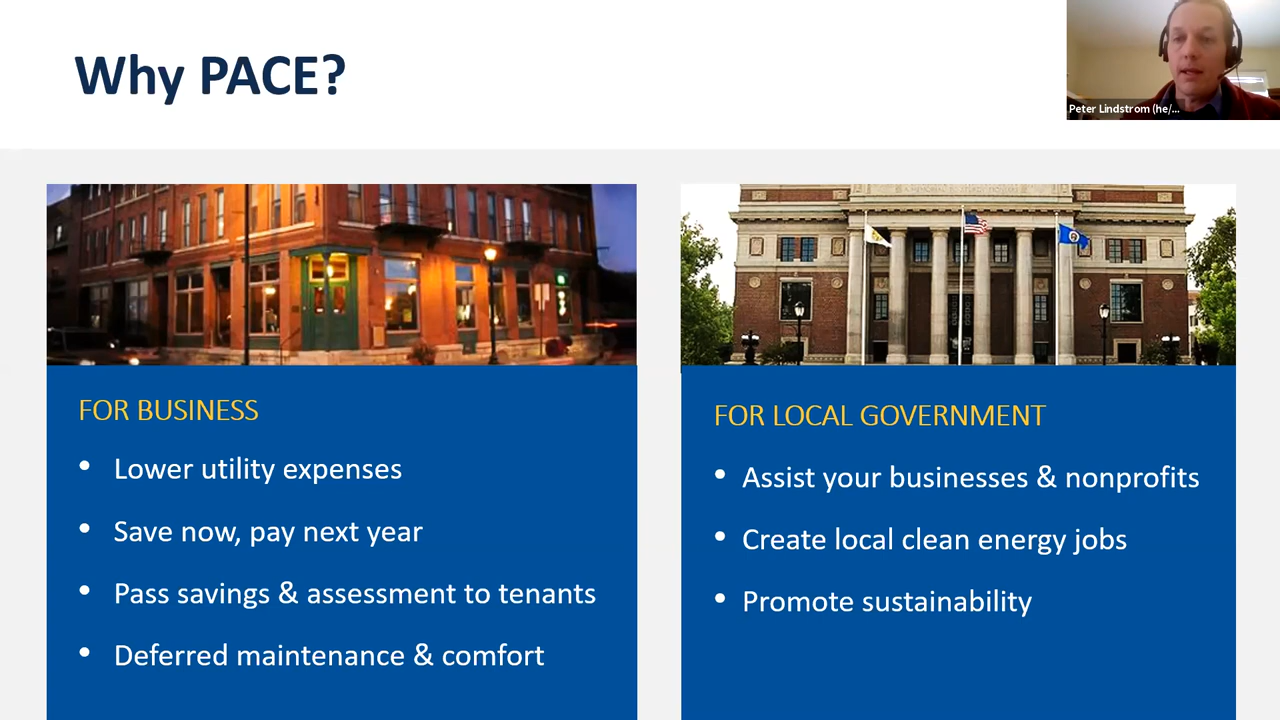 Why PACE?
Peter Lindstrom (he/...
FOR BUSINESS
• Lower utility expenses
• Save now, pay next year
• Pass savings & assessment to tenants
• Deferred maintenance & comfort
FOR LOCAL GOVERNMENT
• Assist your businesses & nonprofits
• Create local clean energy jobs
• Promote sustainability